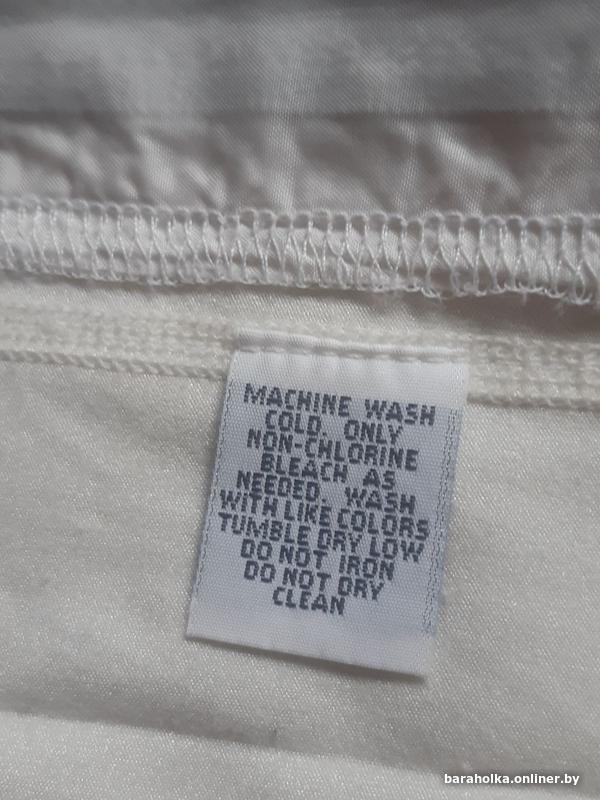 MACHINE WASH
COLD. ONLY
NON-CHLORINE
BLEACH AS
NEEDED. WASH
WITH LIKE COLORS
TUMBLE DRY LOW
DO NOT IRON
DO NOT DRY
CLEAN
baraholka.onliner.by